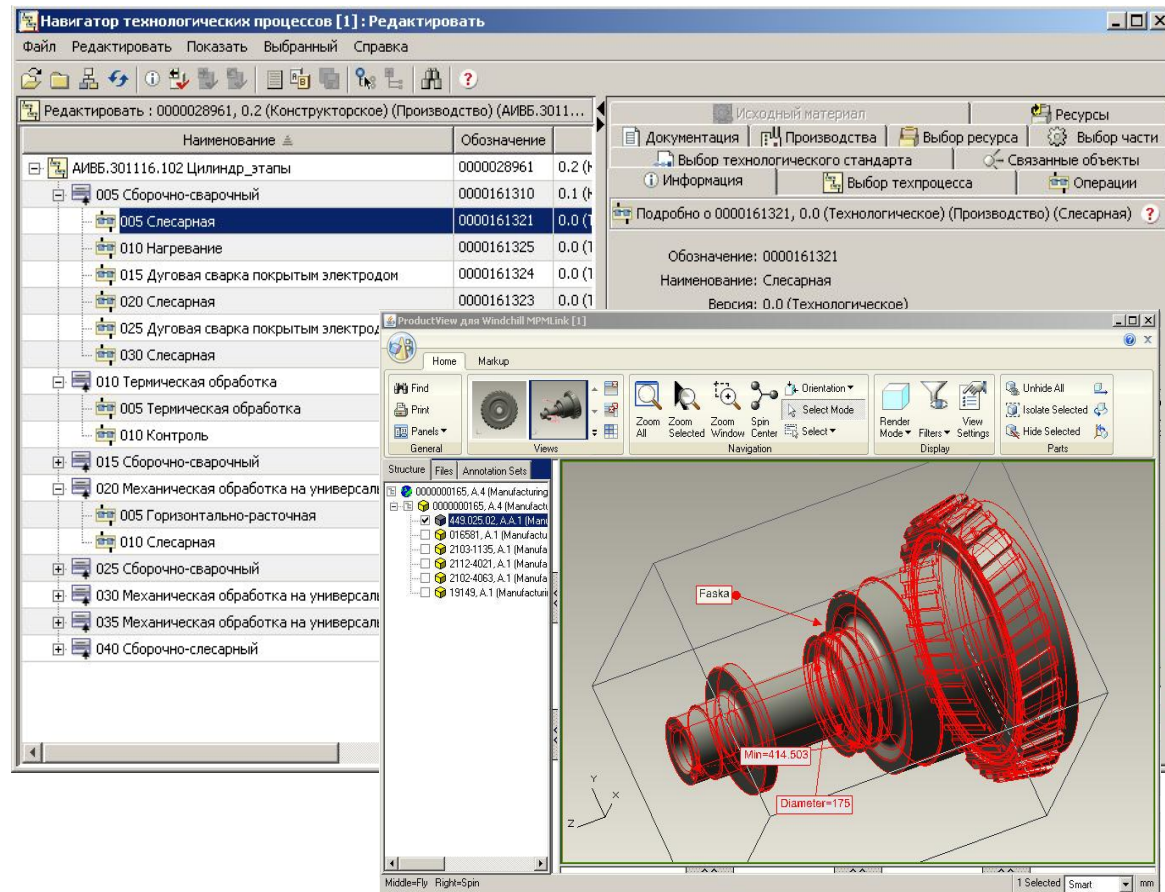 Навигатор технологических процессов [1] : Редактировать
Файл Редактировать Показать Выбранный Справка
Редактировать : 0000028961, 0.2 (Конструкторское) (Производство) (АИВБ.3011...
Наименование Обозначение
АИВБ.301116.102 Цилиндр_этапы 0000028961 0.2 (
005 Сборочно-сварочный 0000161310 0.1 (
005 Слесарная 0000161321 0.0 (
010 Нагревание 0000161325 0.0 (
015 Дуговая сварка покрытым электродом 0000161324 0.0 (
020 Слесарная 0000161323 0.0 (
025 Дуговая сварка покрытым электрод
030 Слесарная
010 Термическая обработка
005 Термическая обработка
010 Контроль
015 Сборочно-сварочный
020 Механическая обработка на универсаль
005 Горизонтально-расточная
010 Слесарная
025 Сборочно-сварочный
030 Механическая обработка на универсаль
035 Механическая обработка на универсаль
040 Сборочно-слесарный
Исходный материал Ресурсы
Документация Производства Выбор ресурса Выбор части
Выбор технологического стандарта Связанные объекты
Информация Выбор техпроцесса Операции
Подробно о 0000161321, 0.0 (Технологическое) (Производство) (Слесарная)
Обозначение: 0000161321
Наименование: Слесарная
Версия: 0.0 (Технологическое)
ProductView для Windchill MPMLink [1]
Home Markup
Find
Print
Panels
General
Views
Zoom All
Zoom Selected
Zoom Window
Spin Center
Orientation
Select Mode
Select
Navigation
Render Mode
Filters
View Settings
Display
Unhide All
Isolate Selected
Hide Selected
Parts
Structure Files Annotation Sets
0000000165, A.4 (Manufacturing
0000000165, A.4 (Manufactu
449.025.02, A.A.1 (Manu
016581, A.1 (Manufactu
2103-1135, A.1 (Manufa
2112-4021, A.1 (Manufa
2102-4063, A.1 (Manufa
19149, A.1 (Manufacturi
Faska
Min=414.503
Diameter=175
Y
X
Z
Middle=Fly Right=Spin
1 Selected Smart mm